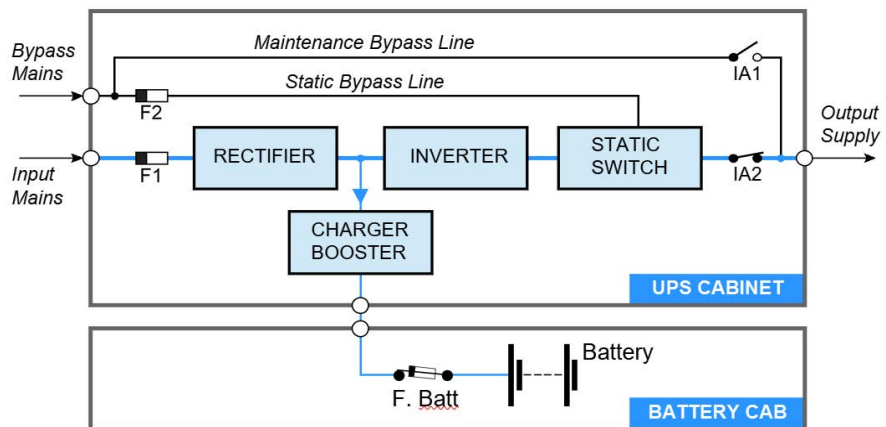 Maintenance Bypass Line
Bypass
Mains
IA1
Static Bypass Line
F2
Output
Supply
RECTIFIER
INVERTER
STATIC
SWITCH
F1
IA2
Input
Mains
CHARGER
BOOSTER
UPS CABINET
Battery
F. Batt
BATTERY CAB